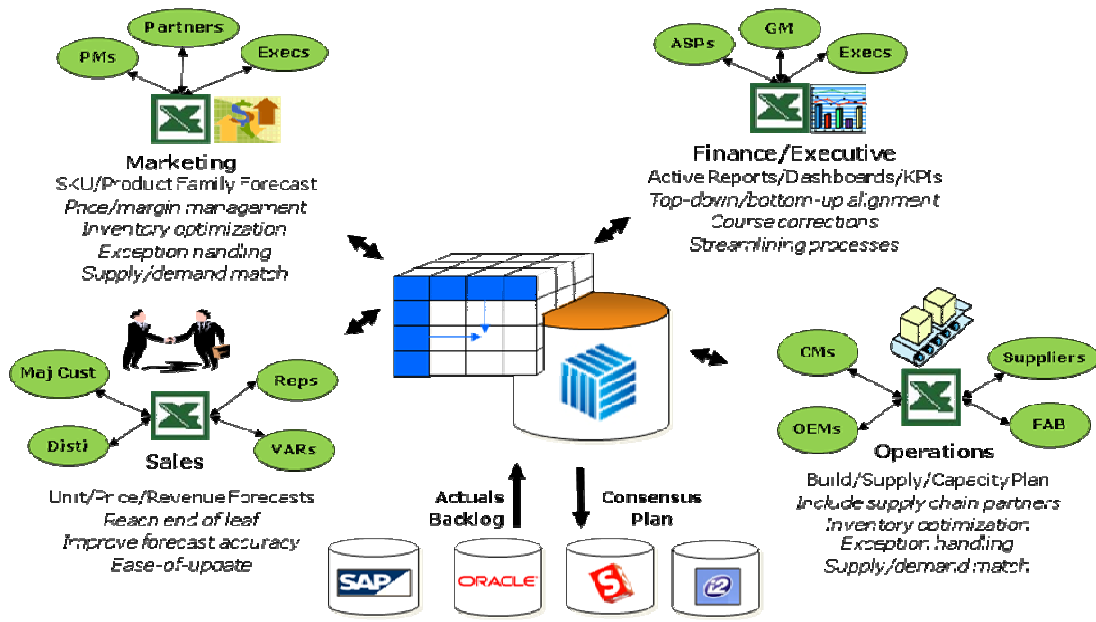 Partners
PMs
Execs
Marketing
SKU/Product Family Forecast
Price/margin management
Inventory optimization
Exception handling
Supply/demand match
ASPs
GM
Execs
Finance/Executive
Active Reports/Dashboards/KPIs
Top-down/bottom-up alignment
Course corrections
Streamlining processes
Maj Cust
Reps
Disti
VARs
Sales
Unit/Price/Revenue Forecasts
Reach end of leaf
Improve forecast accuracy
Ease-of-update
CMs
Suppliers
OEMs
FAB
Operations
Build/Supply/Capacity Plan
Include supply chain partners
Inventory optimization
Exception handling
Supply/demand match
Actuals
Backlog
Consensus
Plan
SAP
ORACLE
S
i2